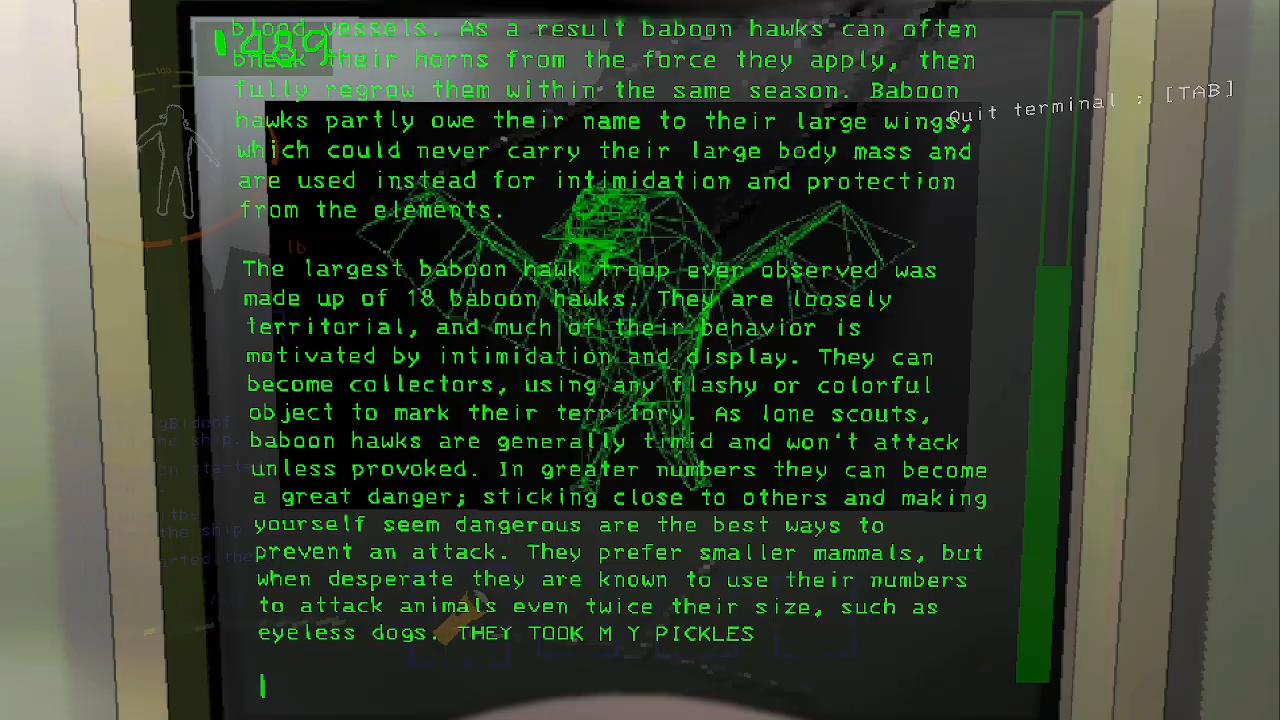 blood vessels. As a result baboon hawks can often
1489
break their horns from the force they apply, then
fully regrow them within the same season. Baboon
Quit terminal : [TAB]
hawks partly owe their name to their large wings,
which could never carry their large body mass and
are used instead for intimidation and protection
from the elements.
lb
The largest baboon hawk troop ever observed was
made up of 18 baboon hawks. They are loosely
territorial, and much of their behavior is
motivated by intimidation and display. They can
become collectors, using any flashy or colorful
object to mark their territory. As lone scouts,
baboon hawks are generally timid and won't attack
unless provoked. In greater numbers they can become
a great danger; sticking close to others and making
yourself seem dangerous are the best ways to
prevent an attack. They prefer smaller mammals, but
when desperate they are known to use their numbers
to attack animals even twice their size, such as
eyeless dogs. THEY TOOK M Y PICKLES